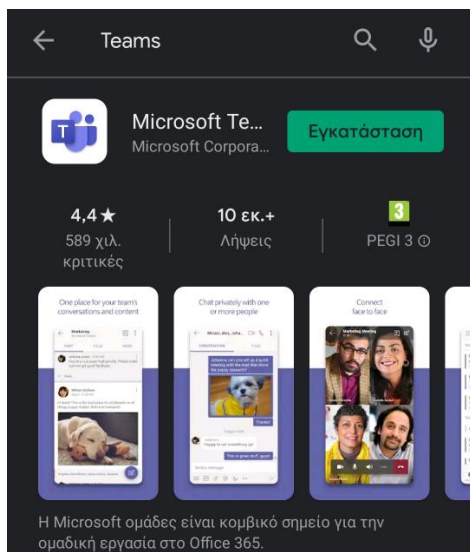 Teams
Microsoft Te...
Microsoft Corpora...
Εγκατάσταση
T
4,4★
589 χιλ.
κριτικές
10 εκ.+
Λήψεις
3
PEGI 3
One place for your team's
conversations and content
Chat privately with one
or more people
Connect
face to face
Η Microsoft ομάδες είναι κομβικό σημείο για την
ομαδική εργασία στο Office 365.